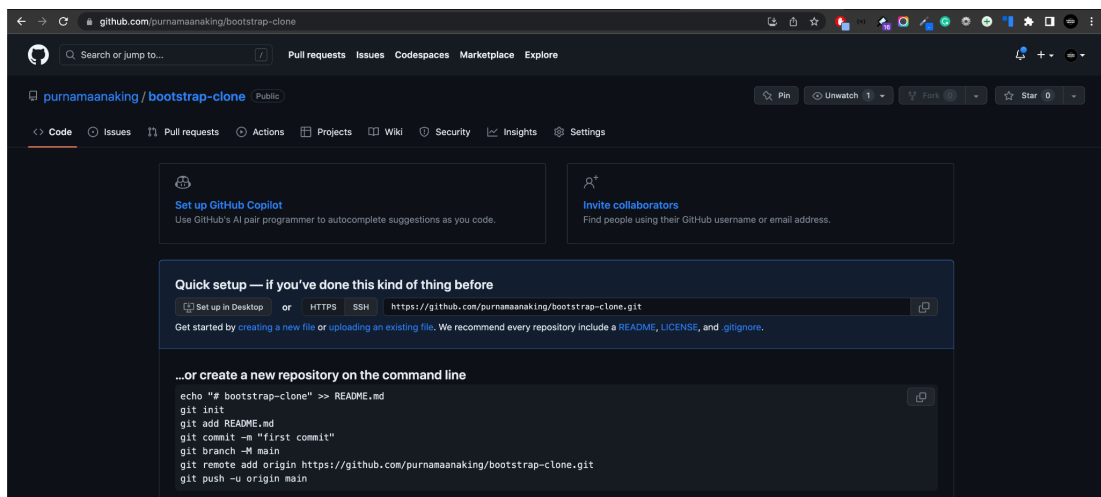 github.com/purnamaanaking/bootstrap-clone
16
Search or jump to... / Pull requests Issues Codespaces Marketplace Explore
purnamaanaking / bootstrap-clone Public Pin Unwatch 1 Fork 0 Star 0
Code Issues Pull requests Actions Projects Wiki Security Insights Settings
Set up GitHub Copilot
Use GitHub's AI pair programmer to autocomplete suggestions as you code.
Invite collaborators
Find people using their GitHub username or email address.
Quick setup — if you've done this kind of thing before
Set up in Desktop or HTTPS SSH https://github.com/purnamaanaking/bootstrap-clone.git
Get started by creating a new file or uploading an existing file. We recommend every repository include a README, LICENSE, and .gitignore.
...or create a new repository on the command line
echo "# bootstrap-clone" >> README.md
git init
git add README.md
git commit -m "first commit"
git branch -M main
git remote add origin https://github.com/purnamaanaking/bootstrap-clone.git
git push -u origin main